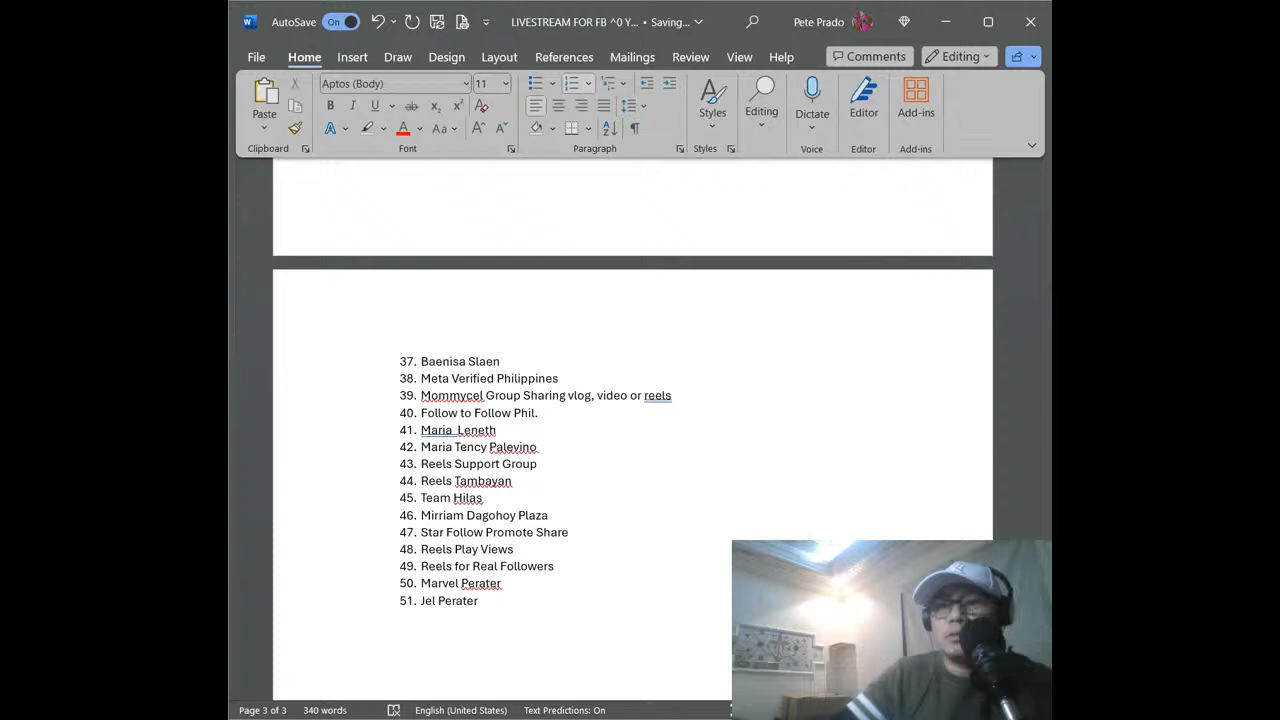 AutoSave On LIVESTREAM FOR FB ^0 Y... • Saving... Pete Prado
File Home Insert Draw Design Layout References Mailings Review View Help Comments Editing
Aptos (Body) 11
Paste Styles Editing Dictate Editor Add-ins
Clipboard Font Paragraph Styles Voice Editor Add-ins
37. Baenisa Slaen
38. Meta Verified Philippines
39. Mommycel Group Sharing vlog, video or reels
40. Follow to Follow Phil.
41. Maria Leneth
42. Maria Tency Palevino
43. Reels Support Group
44. Reels Tambayan
45. Team Hilas
46. Mirriam Dagohoy Plaza
47. Star Follow Promote Share
48. Reels Play Views
49. Reels for Real Followers
50. Marvel Perater
51. Jel Perater
Page 3 of 3 340 words English (United States) Text Predictions: On